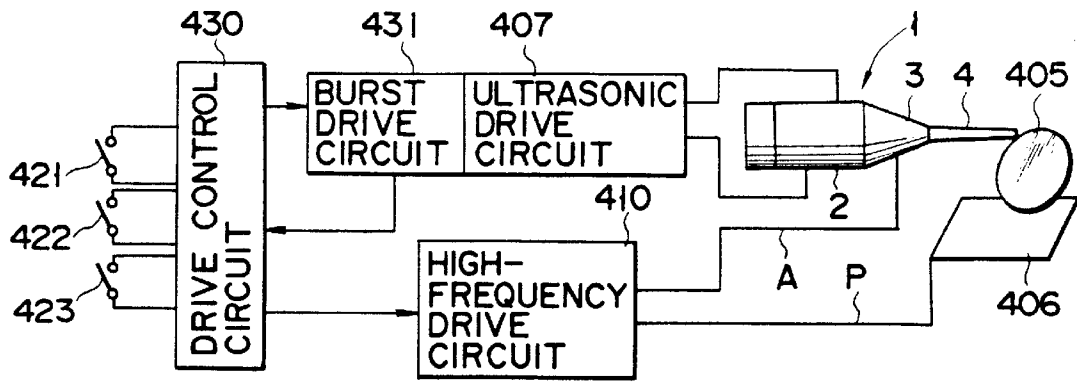 430
431
407
1
3
4
405
421
422
423
DRIVE CONTROL
CIRCUIT
BURST
DRIVE
CIRCUIT
ULTRASONIC
DRIVE
CIRCUIT
2
410
HIGH-
FREQUENCY
DRIVE
CIRCUIT
A
P
406